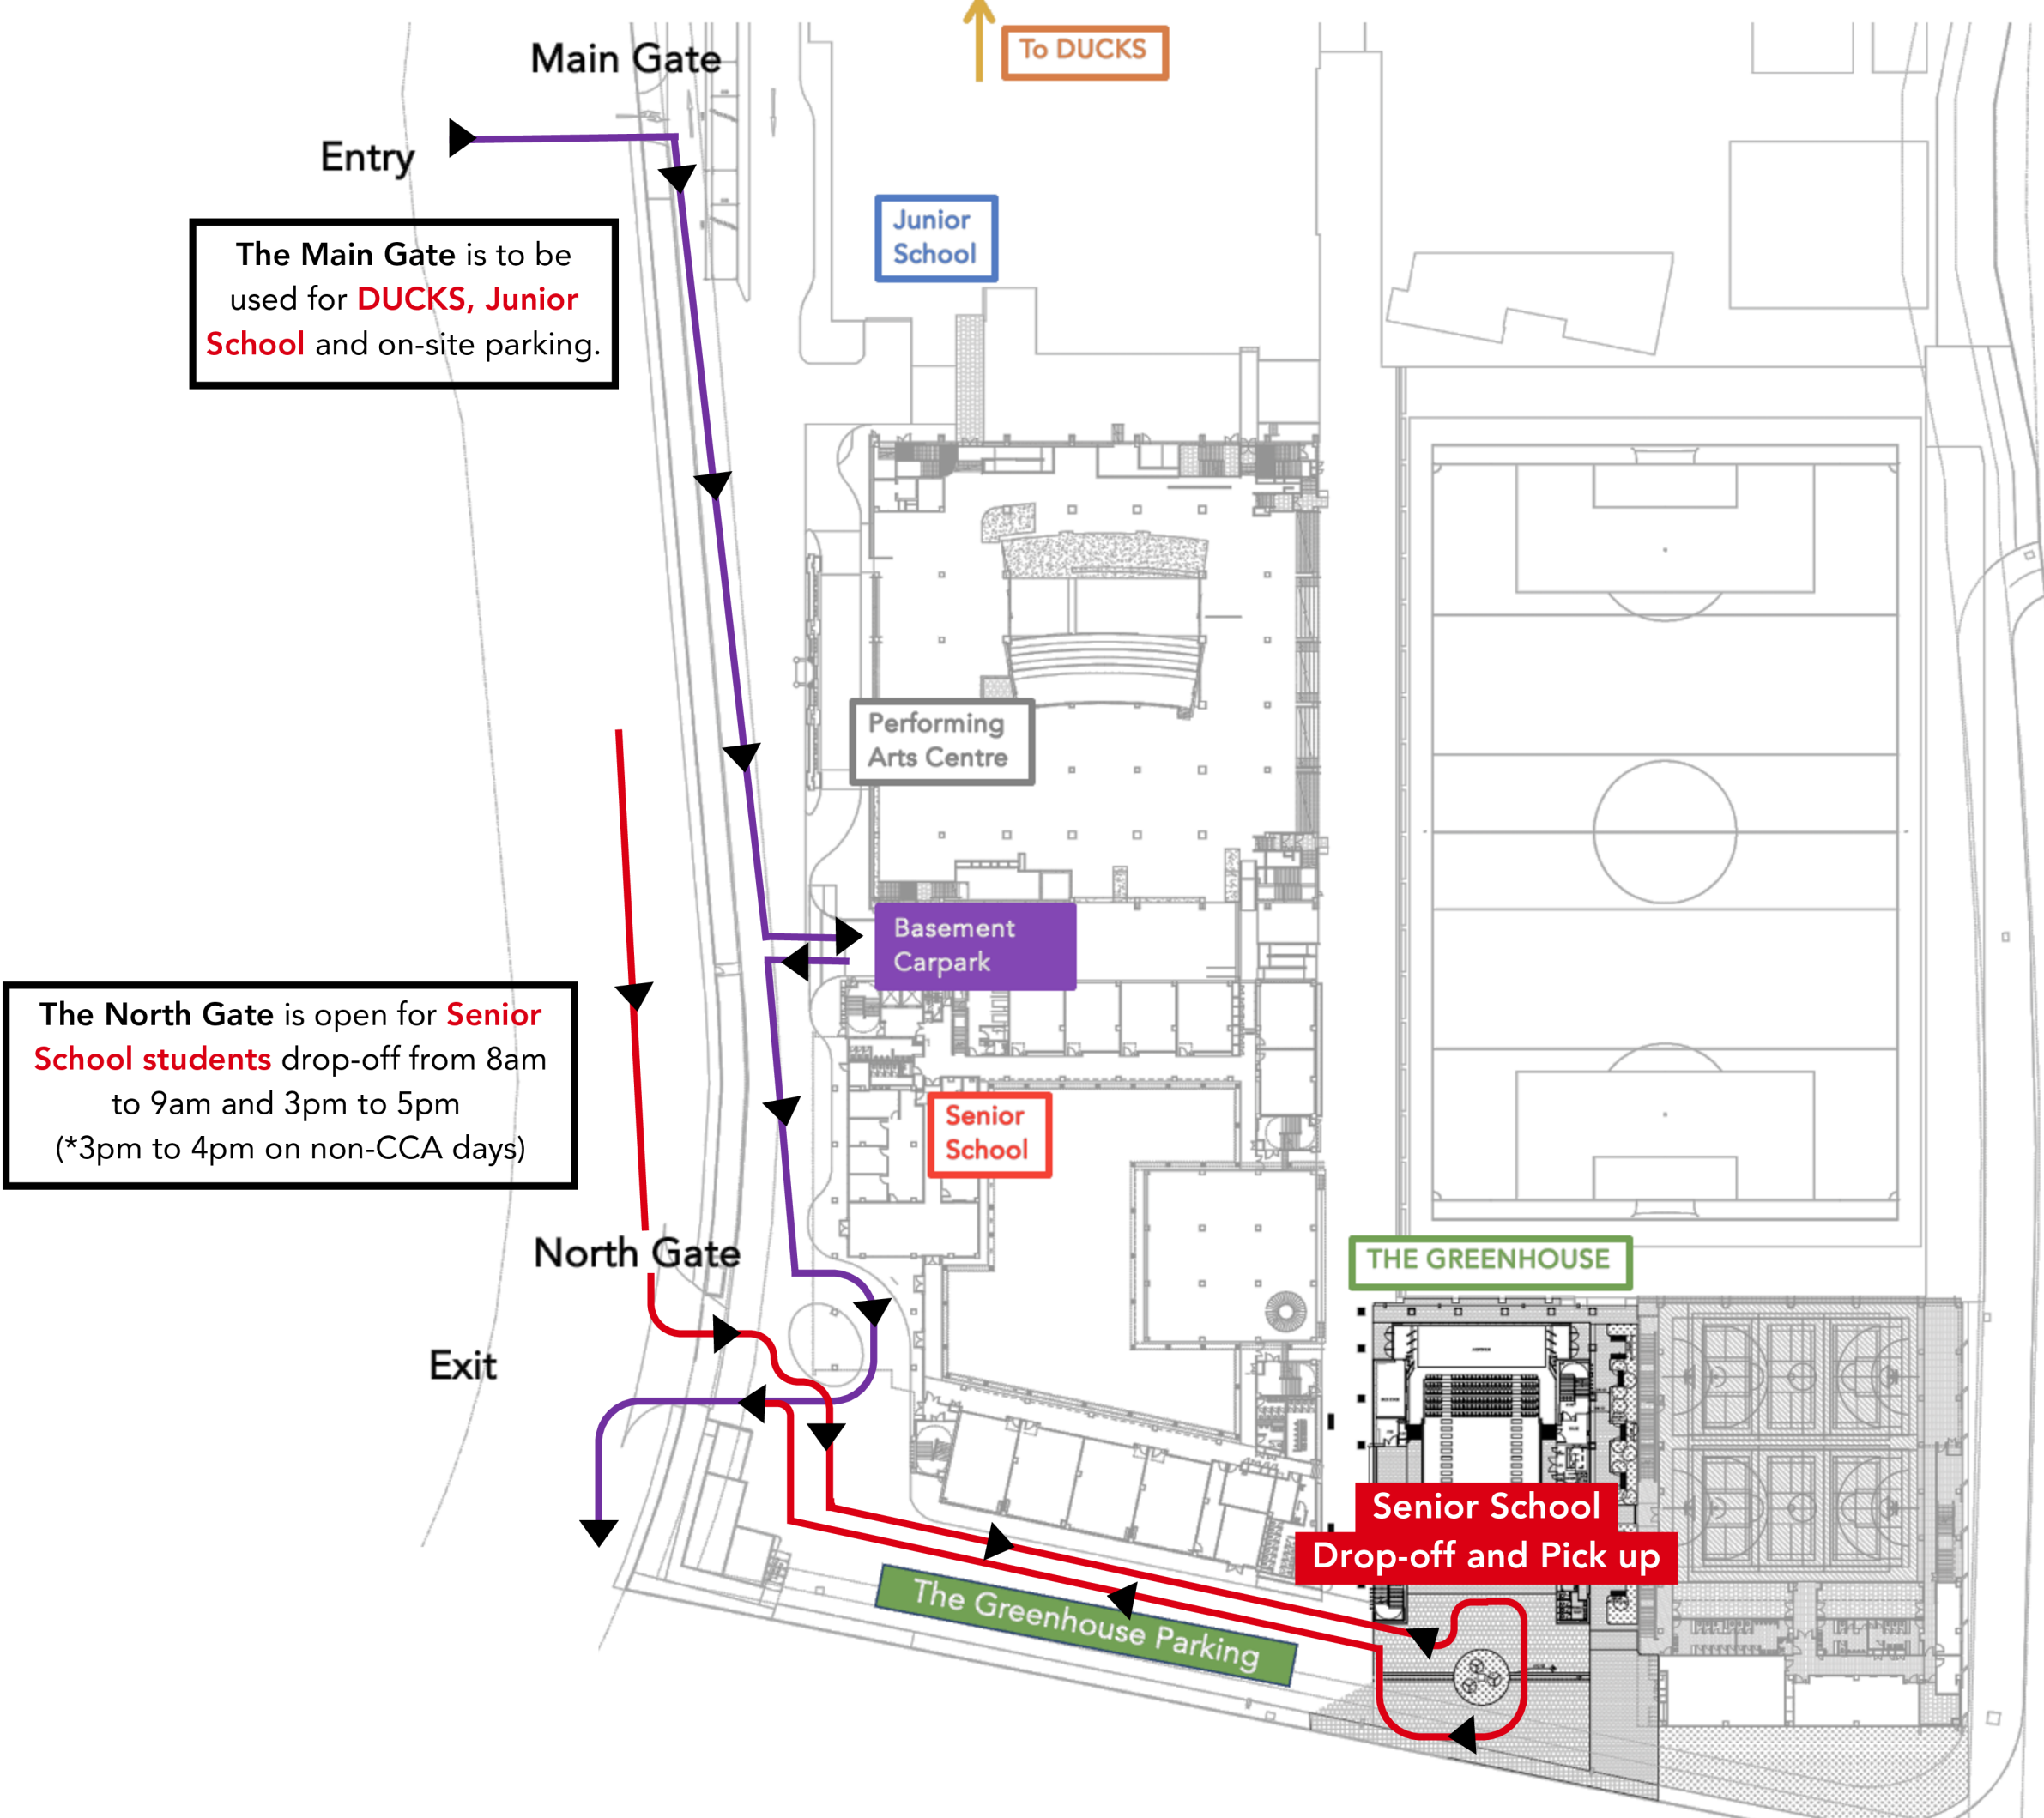 To DUCKS
Main Gate
Entry
Junior
School
The Main Gate is to be
used for DUCKS, Junior
School and on-site parking.
Performing
Arts Centre
Basement
Carpark
The North Gate is open for Senior
School students drop-off from 8am
to 9am and 3pm to 5pm
(*3pm to 4pm on non-CCA days)
Senior
School
North Gate
THE GREENHOUSE
Exit
Senior School
Drop-off and Pick up
The Greenhouse Parking